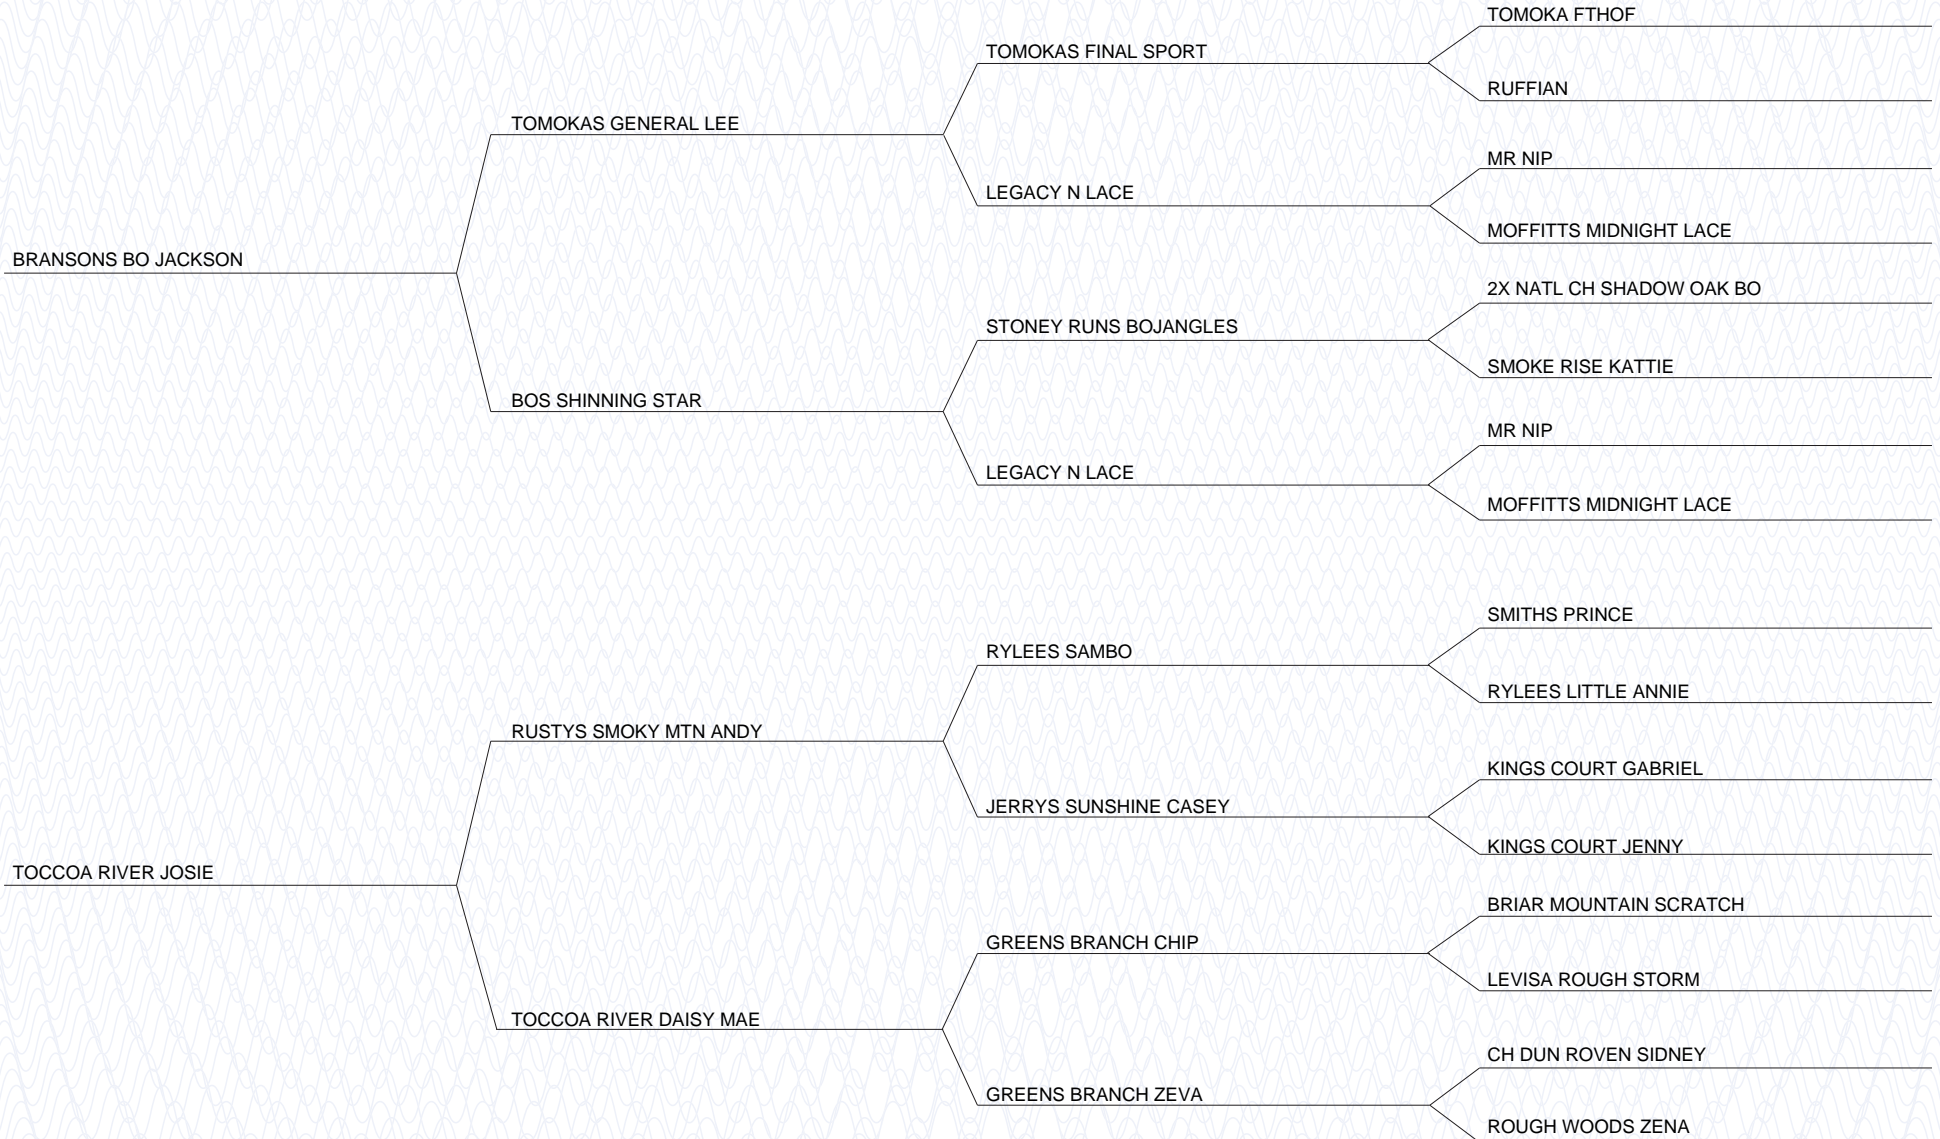 TOMOKA FTHOF
TOMOKAS FINAL SPORT
RUFFIAN
TOMOKAS GENERAL LEE
MR NIP
LEGACY N LACE
MOFFITTS MIDNIGHT LACE
BRANSONS BO JACKSON
2X NATL CH SHADOW OAK BO
STONEY RUNS BOJANGLES
SMOKE RISE KATTIE
BOS SHINNING STAR
MR NIP
LEGACY N LACE
MOFFITTS MIDNIGHT LACE
SMITHS PRINCE
RYLEES SAMBO
RYLEES LITTLE ANNIE
RUSTYS SMOKY MTN ANDY
KINGS COURT GABRIEL
JERRYS SUNSHINE CASEY
KINGS COURT JENNY
TOCCOA RIVER JOSIE
BRIAR MOUNTAIN SCRATCH
GREENS BRANCH CHIP
LEVISA ROUGH STORM
TOCCOA RIVER DAISY MAE
CH DUN ROVEN SIDNEY
GREENS BRANCH ZEVA
ROUGH WOODS ZENA